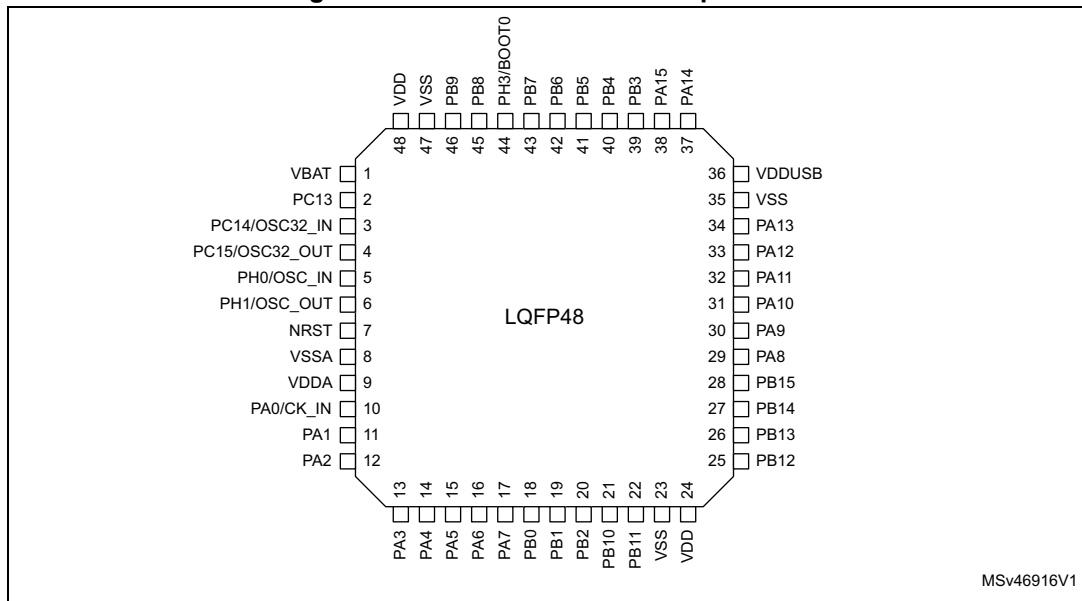 VDD
VSS
PB9
PB8
PH3/BOOT0
PB7
PB6
PB5
PB4
PB3
PA15
PA14
48
47
46
45
44
43
42
41
40
39
38
37
VBAT 1
PC13 2
PC14/OSC32_IN 3
PC15/OSC32_OUT 4
PH0/OSC_IN 5
PH1/OSC_OUT 6
NRST 7
VSSA 8
VDDA 9
PA0/CK_IN 10
PA1 11
PA2 12
LQFP48
36 VDDUSB
35 VSS
34 PA13
33 PA12
32 PA11
31 PA10
30 PA9
29 PA8
28 PB15
27 PB14
26 PB13
25 PB12
13
14
15
16
17
18
19
20
21
22
23
24
PA3
PA4
PA5
PA6
PA7
PB0
PB1
PB2
PB10
PB11
VSS
VDD
MSv46916V1